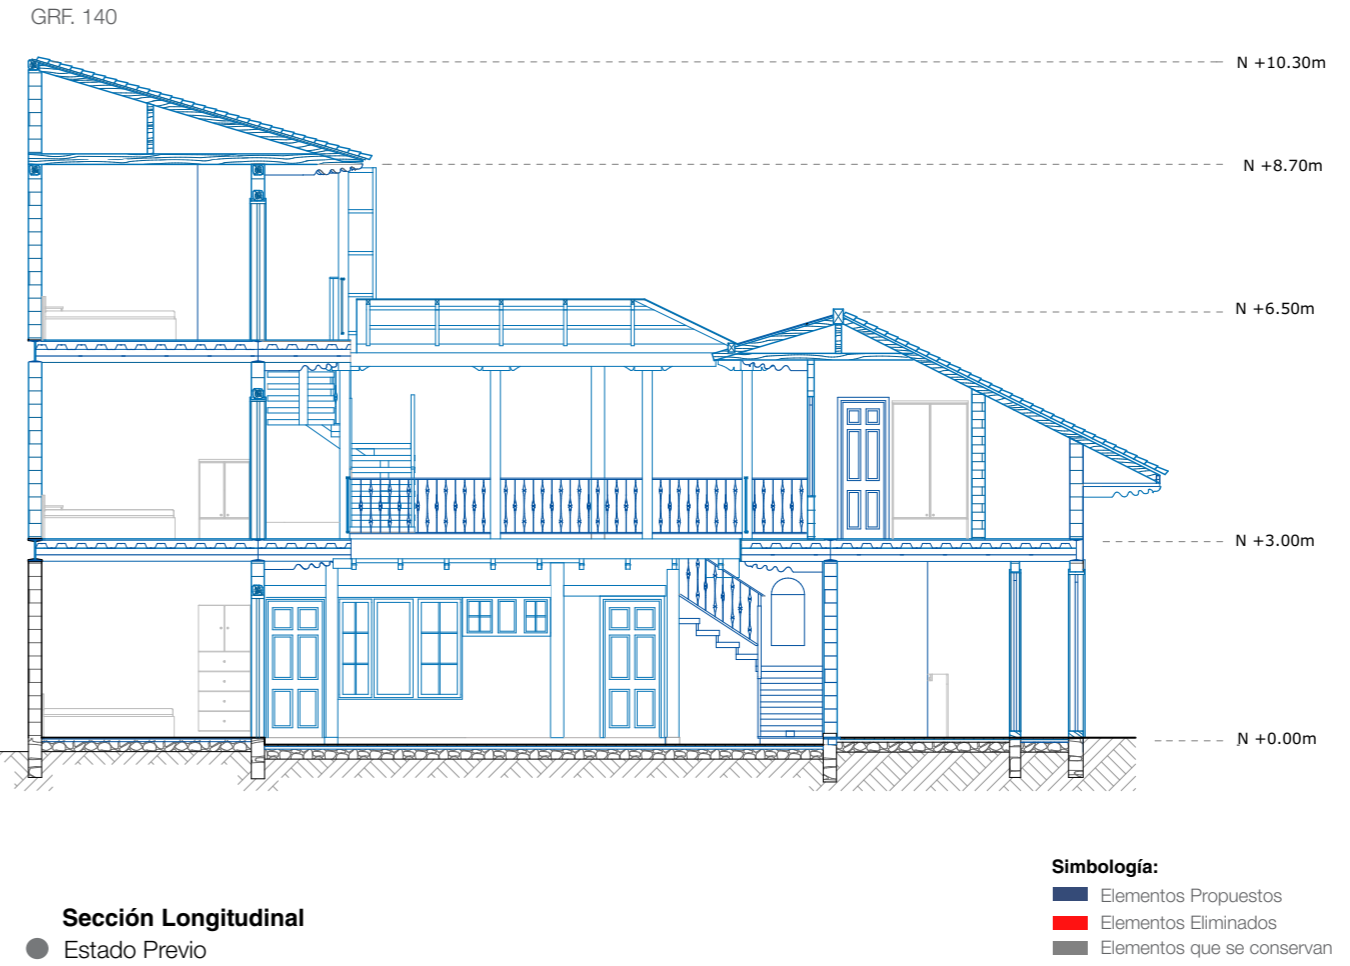 GRF. 140
N +10.30m
N +8.70m
N +6.50m
N +3.00m
N +0.00m
Simbología:
Elementos Propuestos
Elementos Eliminados
Elementos que se conservan
Sección Longitudinal
Estado Previo